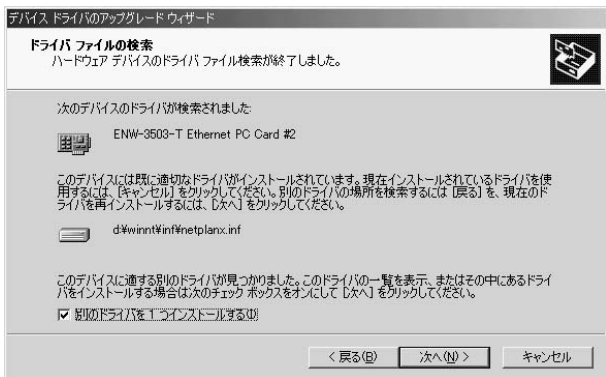 デバイス ドライバのアップグレード ウィザード
ドライバ ファイルの検索
ハードウェア デバイスのドライバ ファイル検索が終了しました。
次のデバイスのドライバが検索されました:
ENW-3503-T Ethernet PC Card #2
このデバイスには既に適切なドライバがインストールされています。現在インストールされているドライバを使
用するには、[キャンセル] をクリックしてください。別のドライバの場所を検索するには [戻る] を、現在のド
ライバを再インストールするには、[次へ] をクリックしてください。
d:¥winnt¥inf¥netplanx.inf
このデバイスに適する別のドライバが見つかりました。このドライバの一覧を表示、またはその中にあるドライ
バをインストールする場合は次のチェック ボックスをオンにして [次へ] をクリックしてください。
別のドライバを 1 つインストールする(I)
< 戻る(B)
次へ(N) >
キャンセル